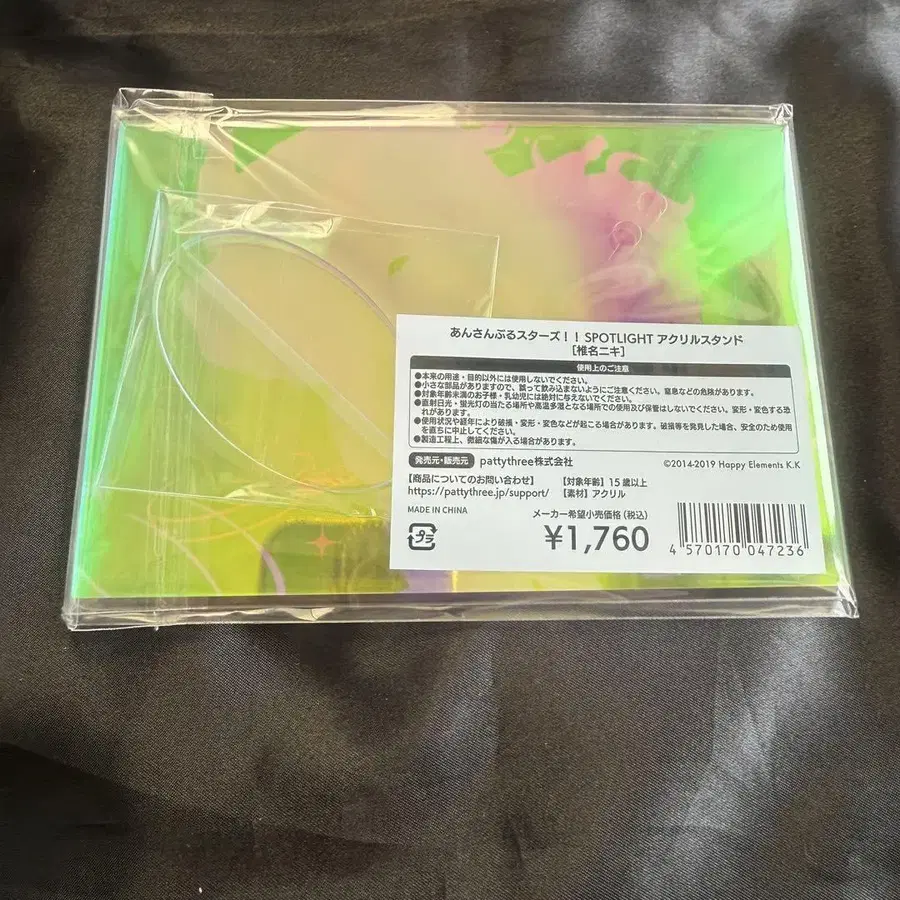 あんさんぶるスターズ！！ SPOTLIGHT アクリルスタンド
［椎名ニキ］
使用上のご注意
●本来の用途・目的以外には使用しないでください。
●小さな部品がありますので、誤って飲み込まないようにご注意ください。窒息などの危険があります。
●対象年齢未満のお子様・乳幼児には絶対に与えないでください。
●直射日光・蛍光灯の当たる場所や高温多湿となる場所での使用及び保管はしないでください。変形・変色する恐
れがあります。
●使用状況や経年により破損・変形・変色などが起こる場合があります。破損等を発見した場合、安全のため使用
を直ちに中止してください。
●製造工程上、微細な傷が入る場合があります。
発売元・販売元 pattythree株式会社 ©2014-2019 Happy Elements K.K
【商品についてのお問い合わせ】 【対象年齢】15歳以上
https://pattythree.jp/support/ 【素材】アクリル
MADE IN CHINA メーカー希望小売価格（税込）
プラ ¥1,760
4 570170 047236